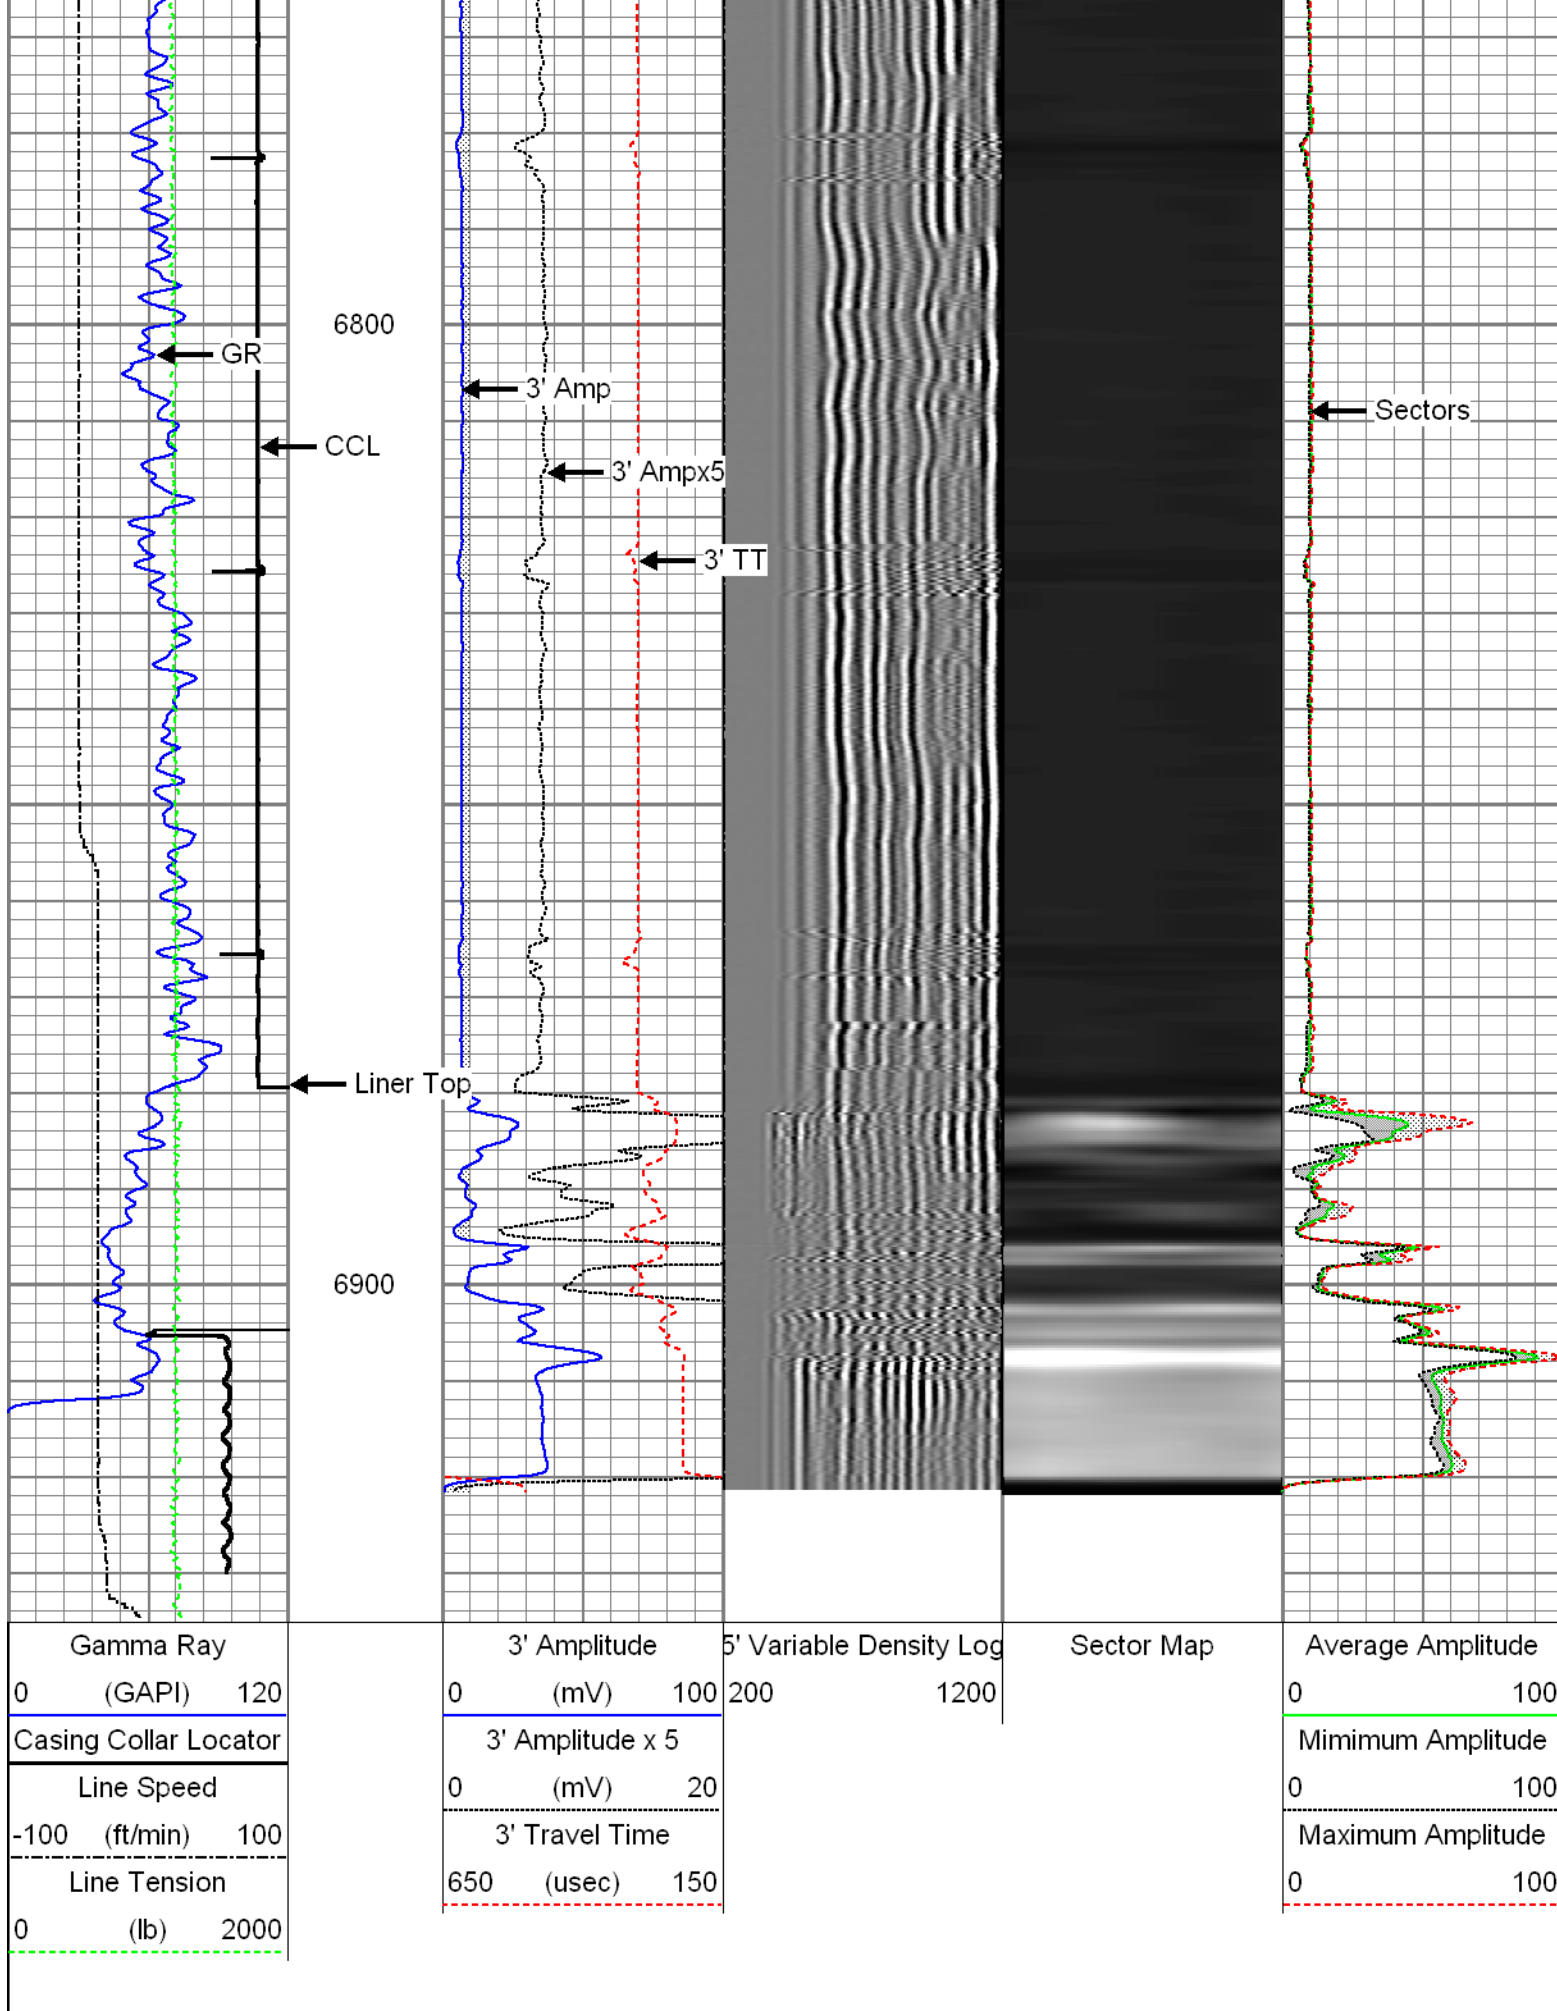 6800
GR
3' Amp
Sectors
CCL
3' Ampx5
3' TT
Liner Top
6900
Gamma Ray
0 (GAPI) 120
Casing Collar Locator
Line Speed
-100 (ft/min) 100
Line Tension
0 (lb) 2000
3' Amplitude
0 (mV) 100
3' Amplitude x 5
0 (mV) 20
3' Travel Time
650 (usec) 150
5' Variable Density Log
200 1200
Sector Map
Average Amplitude
0 100
Mimimum Amplitude
0 100
Maximum Amplitude
0 100